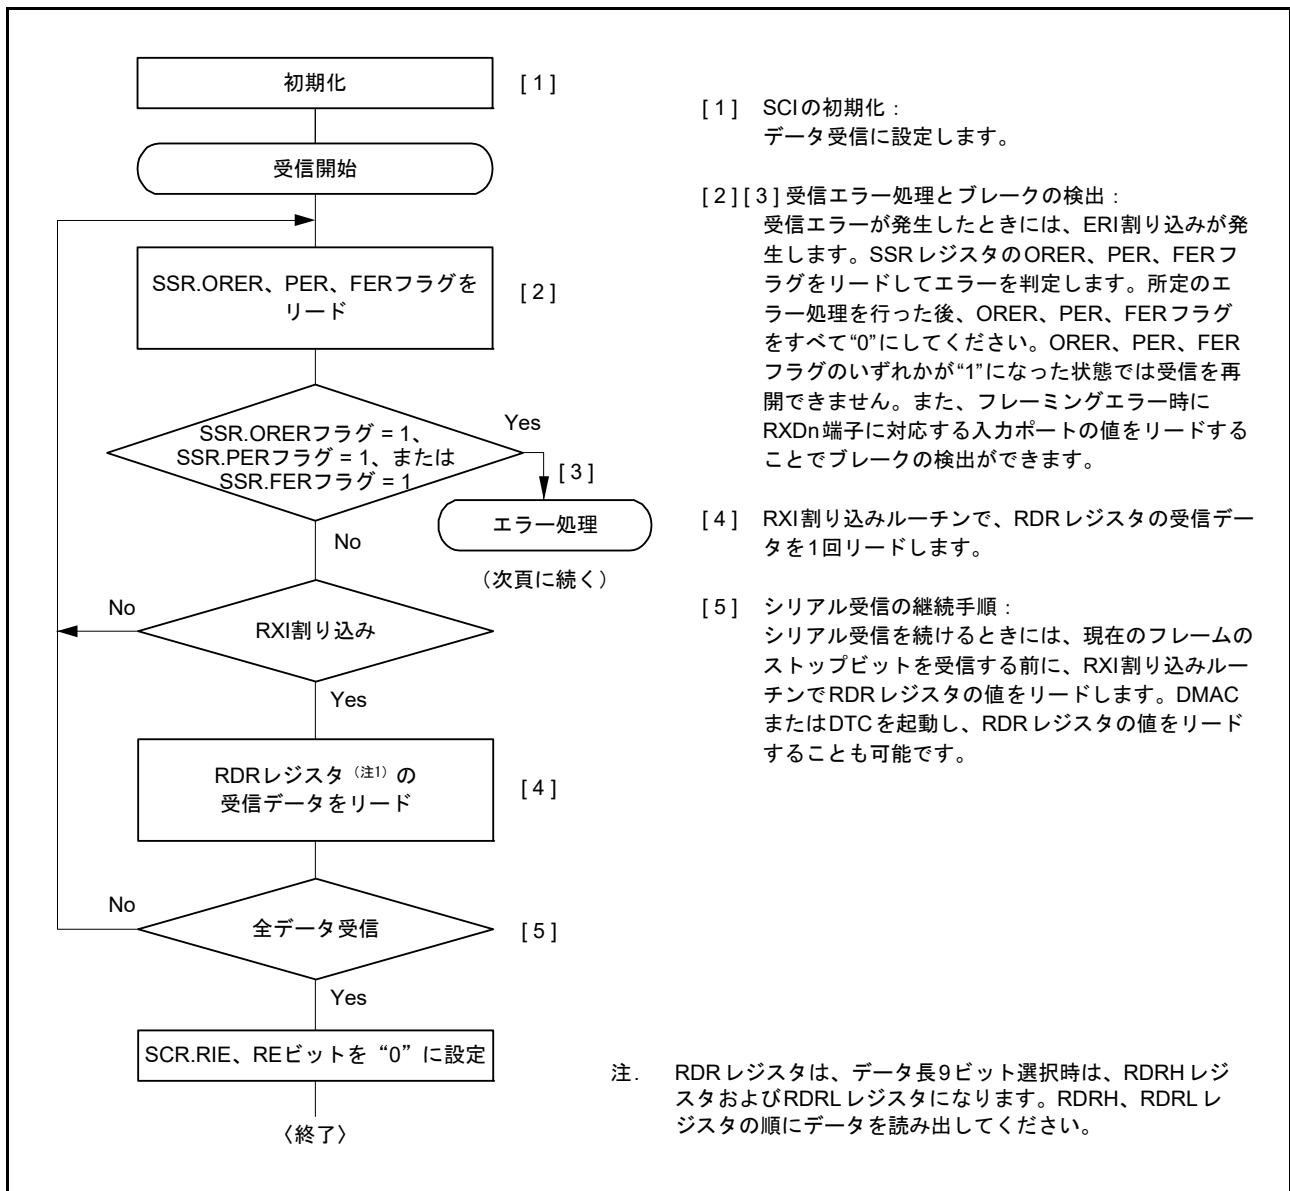 初期化
[ 1 ]
受信開始
SSR.ORER、PER、FERフラグを
リード
[ 2 ]
SSR.ORERフラグ = 1、
SSR.PERフラグ = 1、または
SSR.FERフラグ = 1
Yes
[ 3 ]
エラー処理
(次頁に続く)
No
No
RXI割り込み
Yes
RDRレジスタ (注1) の
受信データをリード
[ 4 ]
No
全データ受信
[ 5 ]
Yes
SCR.RIE、REビットを “0” に設定
〈終了〉
[ 1 ] SCIの初期化:
データ受信に設定します。
[ 2 ] [ 3 ] 受信エラー処理とブレークの検出:
受信エラーが発生したときには、ERI割り込みが発
生します。SSRレジスタのORER、PER、FERフ
ラグをリードしてエラーを判定します。所定のエ
ラー処理を行った後、ORER、PER、FERフラグ
をすべて“0”にしてください。ORER、PER、FER
フラグのいずれかが“1”になった状態では受信を再
開できません。また、フレーミングエラー時に
RXDn端子に対応する入力ポートの値をリードする
ことでブレークの検出ができます。
[ 4 ] RXI割り込みルーチンで、RDRレジスタの受信デー
タを1回リードします。
[ 5 ] シリアル受信の継続手順:
シリアル受信を続けるときには、現在のフレームの
ストップビットを受信する前に、RXI割り込みルー
チンでRDRレジスタの値をリードします。DMAC
またはDTCを起動し、RDRレジスタの値をリード
することも可能です。
注. RDRレジスタは、データ長9ビット選択時は、RDRHレジ
スタおよびRDRLレジスタになります。RDRH、RDRLレ
ジスタの順にデータを読み出してください。